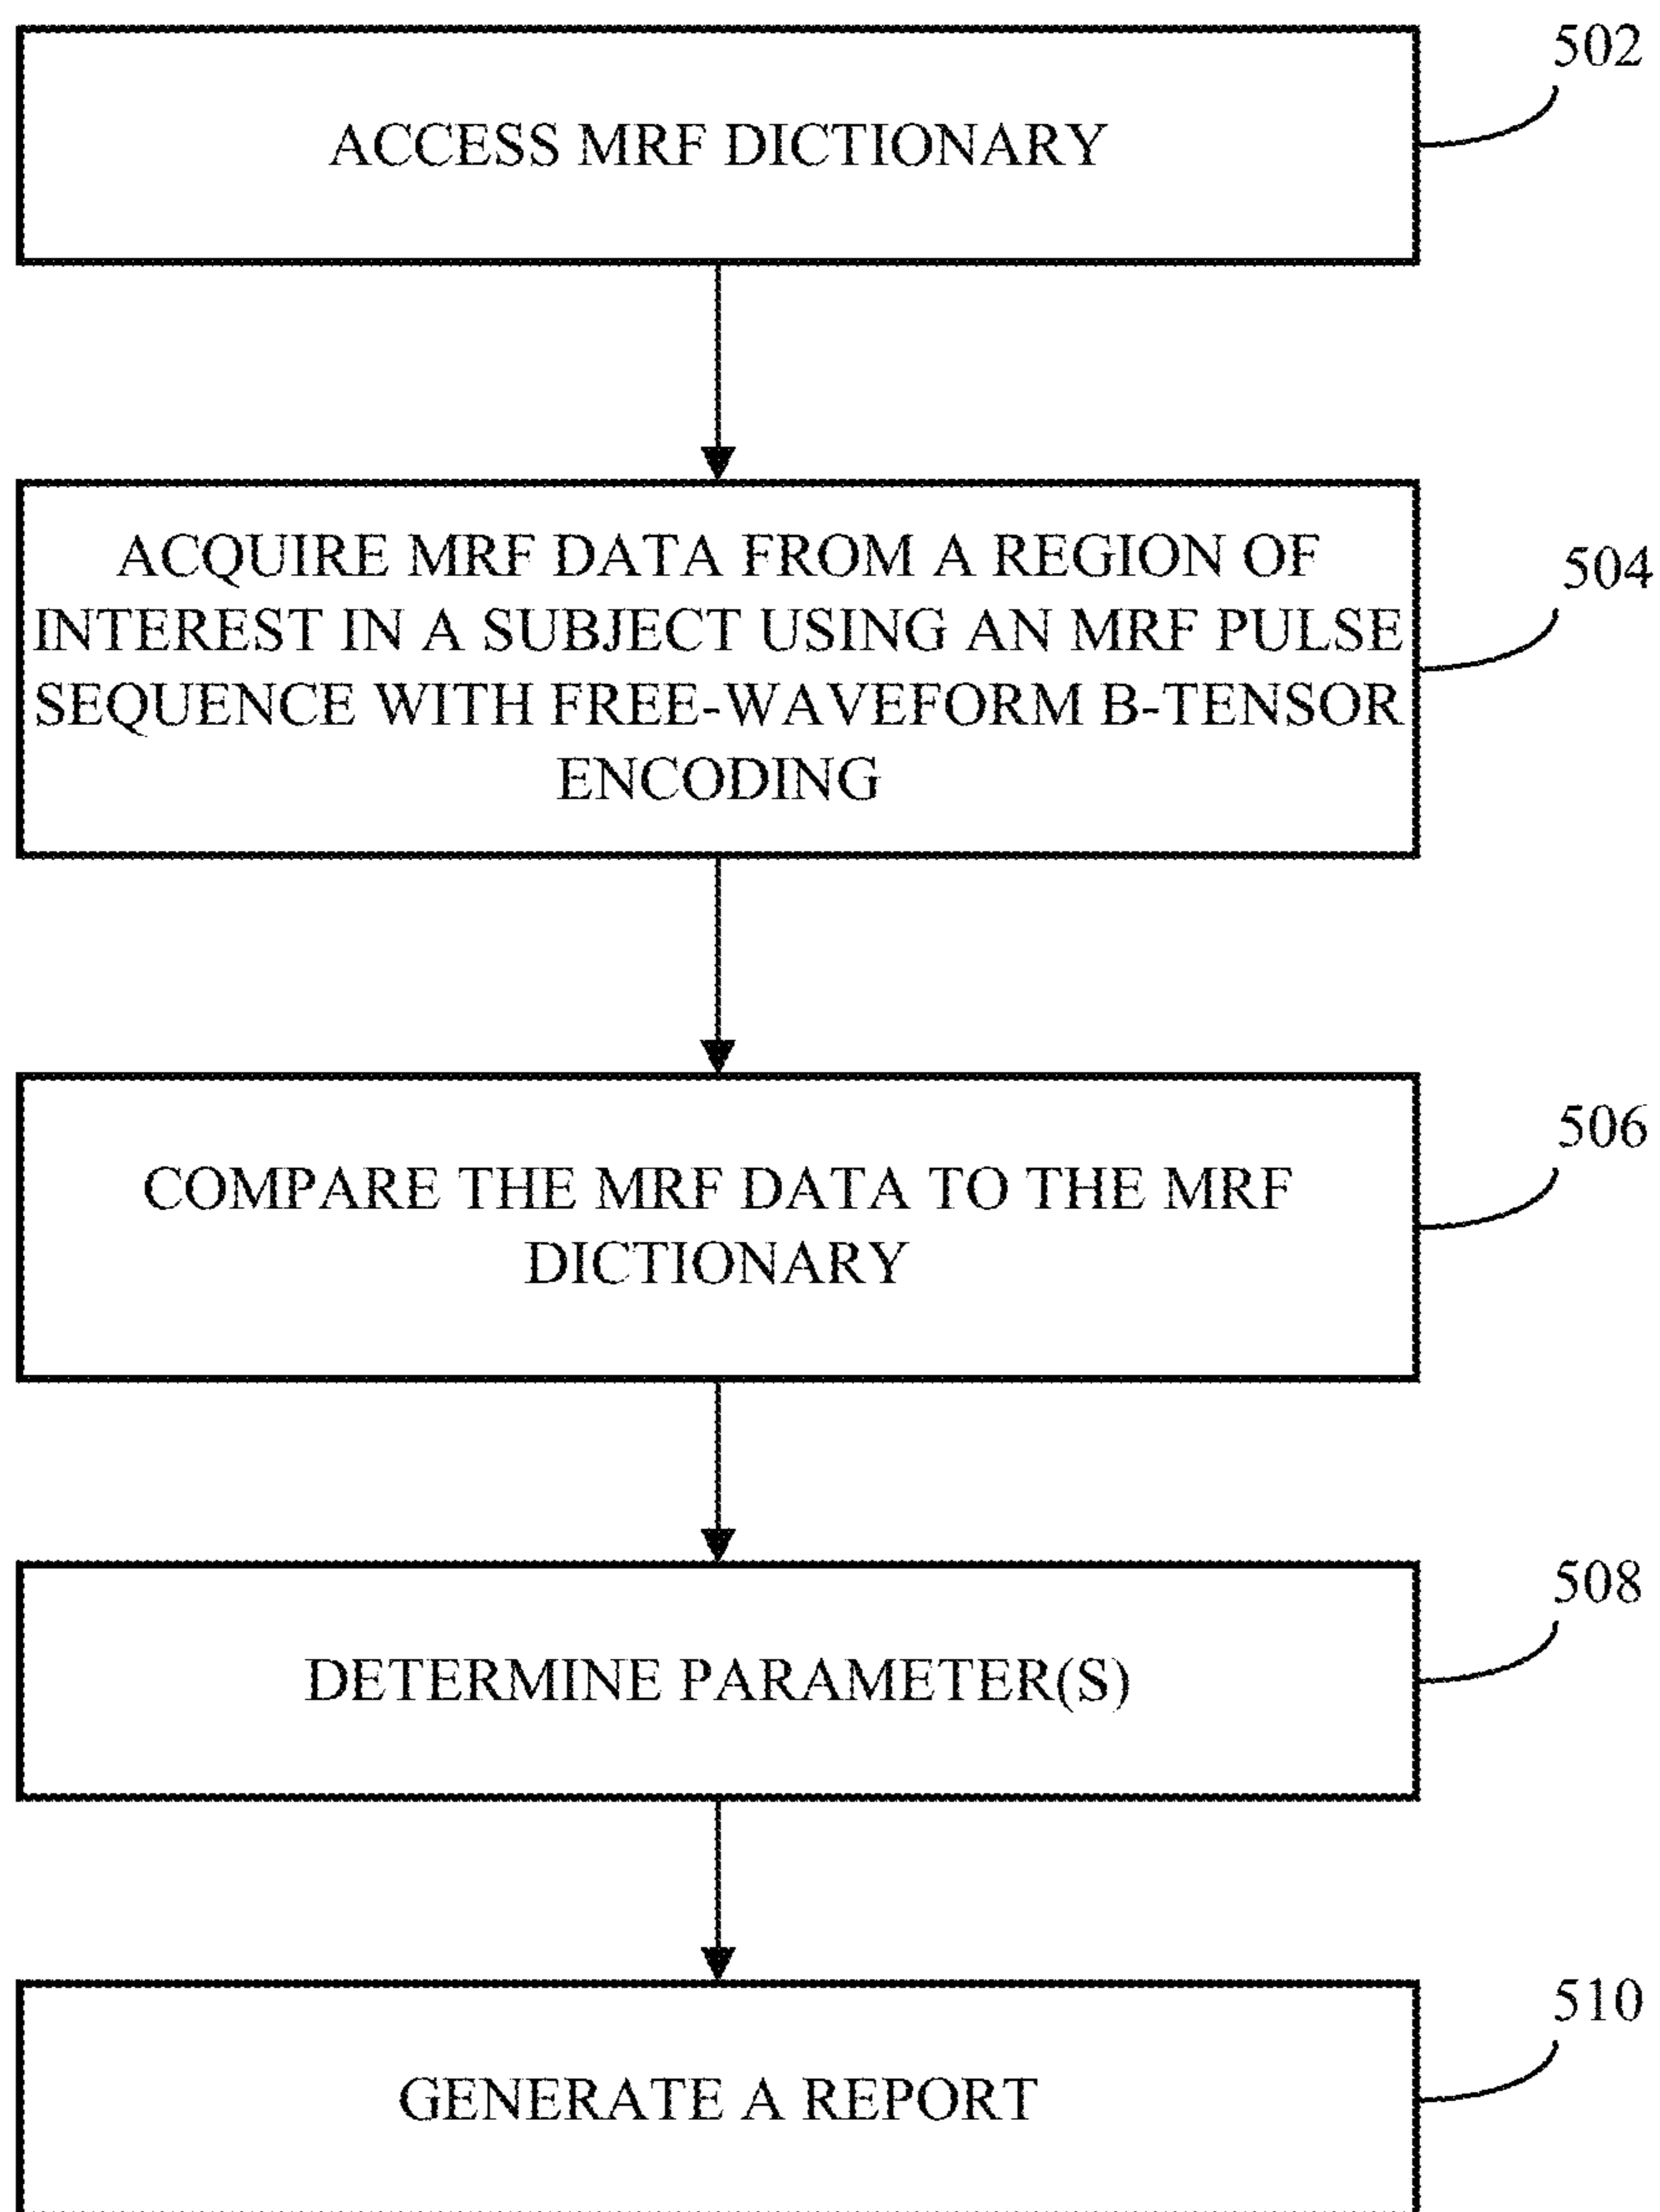 502
ACCESS MRF DICTIONARY
504
ACQUIRE MRF DATA FROM A REGION OF
INTEREST IN A SUBJECT USING AN MRF PULSE
SEQUENCE WITH FREE-WAVEFORM B-TENSOR
ENCODING
506
COMPARE THE MRF DATA TO THE MRF
DICTIONARY
508
DETERMINE PARAMETER(S)
510
GENERATE A REPORT